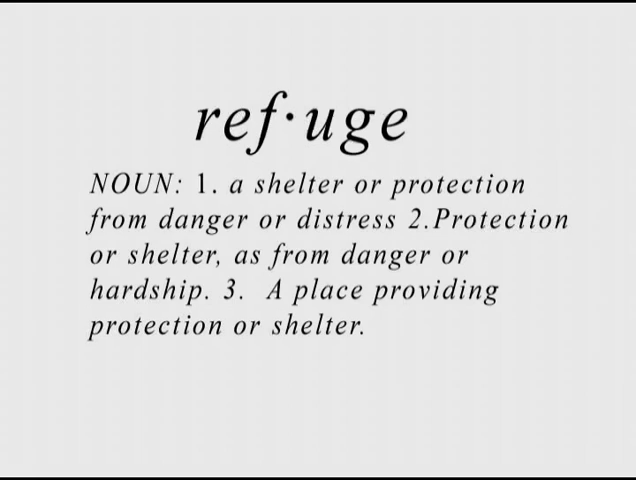 ref·uge
NOUN: 1. a shelter or protection
from danger or distress 2.Protection
or shelter, as from danger or
hardship. 3.  A place providing
protection or shelter.